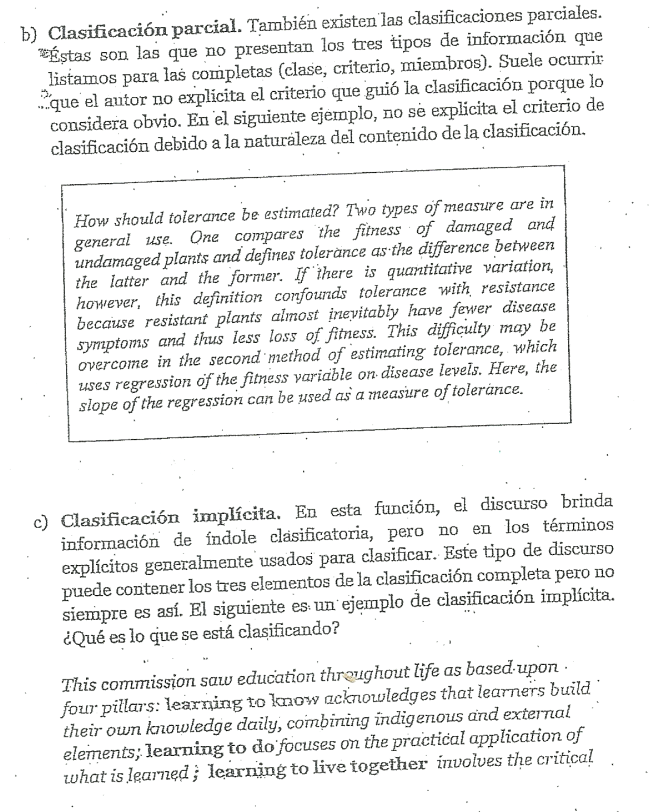 b) Clasificación parcial. También existen las clasificaciones parciales.
Éstas son las que no presentan los tres tipos de información que
listamos para las completas (clase, criterio, miembros). Suele ocurrir
que el autor no explicita el criterio que guió la clasificación porque lo
considera obvio. En el siguiente ejemplo, no se explicita el criterio de
clasificación debido a la naturaleza del contenido de la clasificación.
How should tolerance be estimated? Two types of measure are in
general use. One compares the fitness of damaged and
undamaged plants and defines tolerance as the difference between
the latter and the former. If there is quantitative variation,
however, this definition confounds tolerance with resistance
because resistant plants almost inevitably have fewer disease
symptoms and thus less loss of fitness. This difficulty may be
overcome in the second method of estimating tolerance, which
uses regression of the fitness variable on disease levels. Here, the
slope of the regression can be used as a measure of tolerance.
c) Clasificación implícita. En esta función, el discurso brinda
información de índole clasificatoria, pero no en los términos
explícitos generalmente usados para clasificar. Este tipo de discurso
puede contener los tres elementos de la clasificación completa pero no
siempre es así. El siguiente es un ejemplo de clasificación implícita.
¿Qué es lo que se está clasificando?
This commission saw education throughout life as based upon
four pillars: learning to know acknowledges that learners build
their own knowledge daily, combining indigenous and external
elements; learning to do focuses on the practical application of
what is learned; learning to live together involves the critical